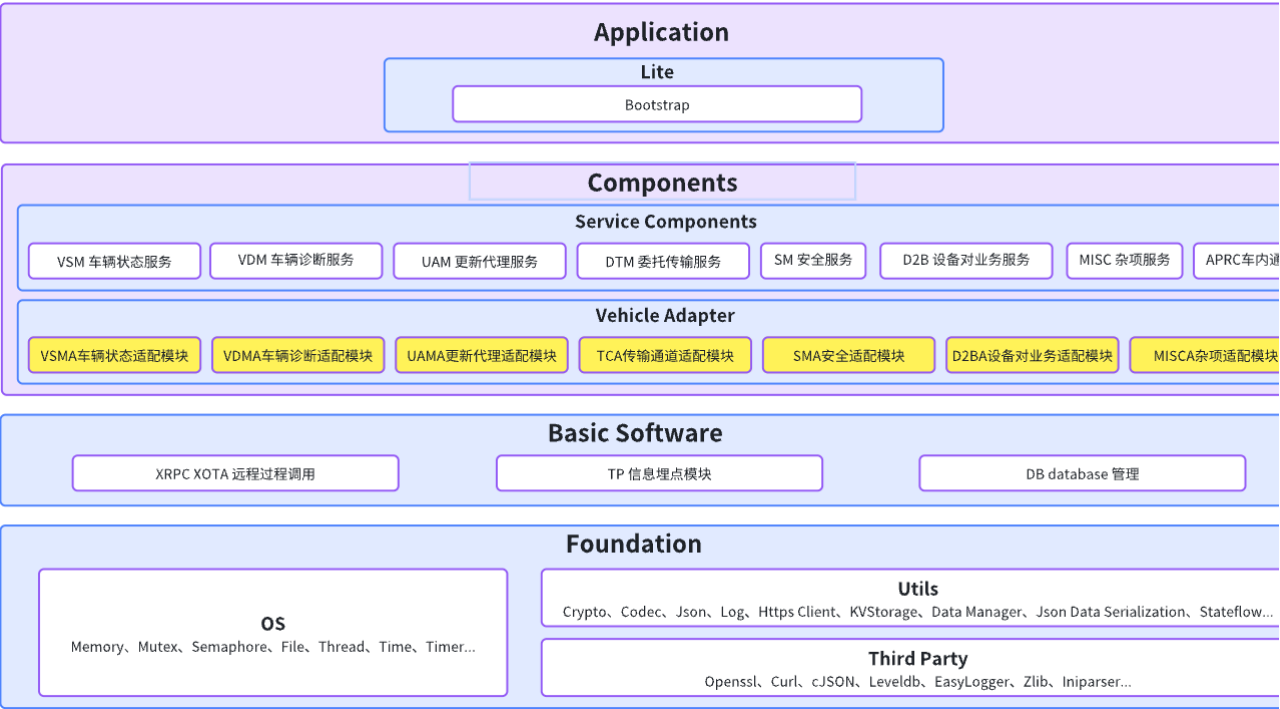 Application
Lite
Bootstrap
Components
Service Components
VSM 车辆状态服务
VDM 车辆诊断服务
UAM 更新代理服务
DTM 委托传输服务
SM 安全服务
D2B 设备对业务服务
MISC 杂项服务
APRC车内通
Vehicle Adapter
VSMA车辆状态适配模块
VDMA车辆诊断适配模块
UAMA更新代理适配模块
TCA传输通道适配模块
SMA安全适配模块
D2BA设备对业务适配模块
MISCA杂项适配模块
Basic Software
XRPC XOTA 远程过程调用
TP 信息埋点模块
DB database 管理
Foundation
OS
Memory、Mutex、Semaphore、File、Thread、Time、Timer...
Utils
Crypto、Codec、Json、Log、Https Client、KVStorage、Data Manager、Json Data Serialization、Stateflow...
Third Party
Openssl、Curl、cJSON、Leveldb、EasyLogger、Zlib、Iniparser...